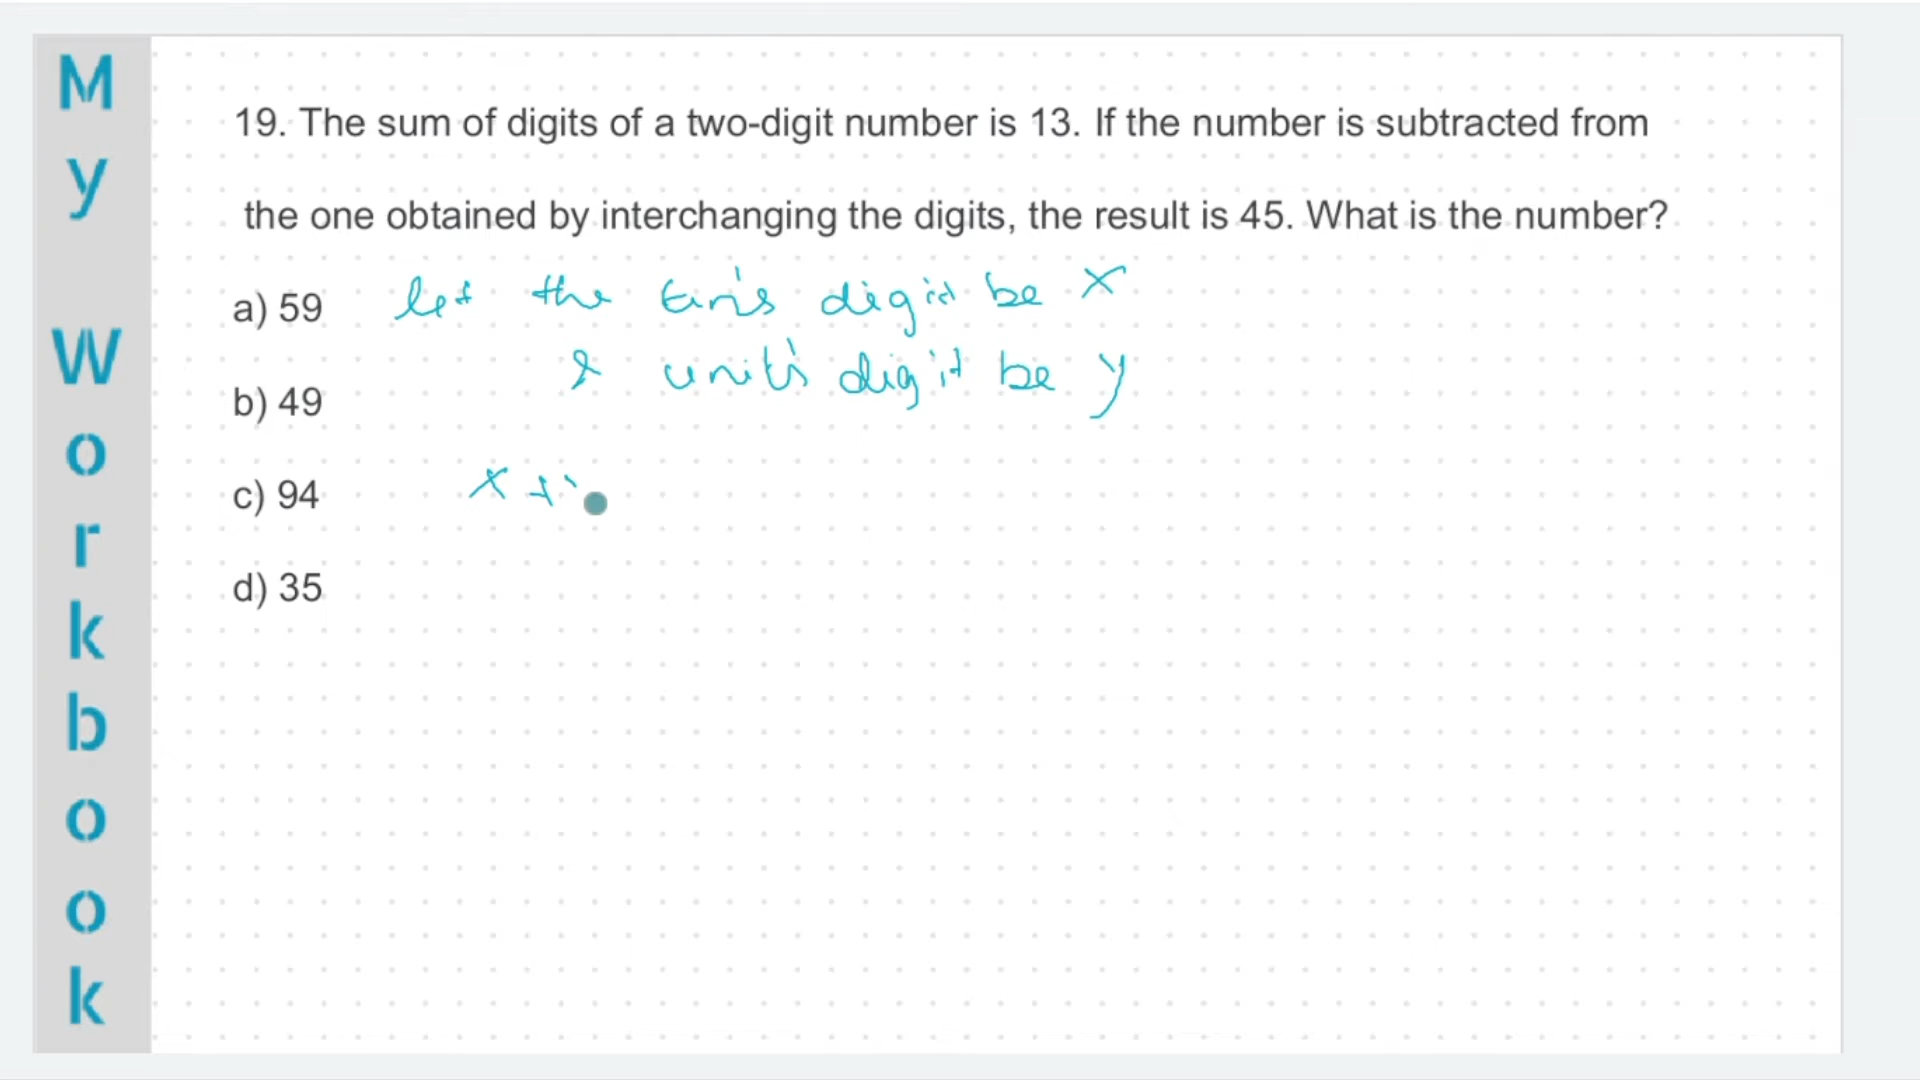 My Workbook
19. The sum of digits of a two-digit number is 13. If the number is subtracted from
the one obtained by interchanging the digits, the result is 45. What is the number?
a) 59
let the ten's digit be x
& unit's digit be y
b) 49
c) 94
x +
d) 35